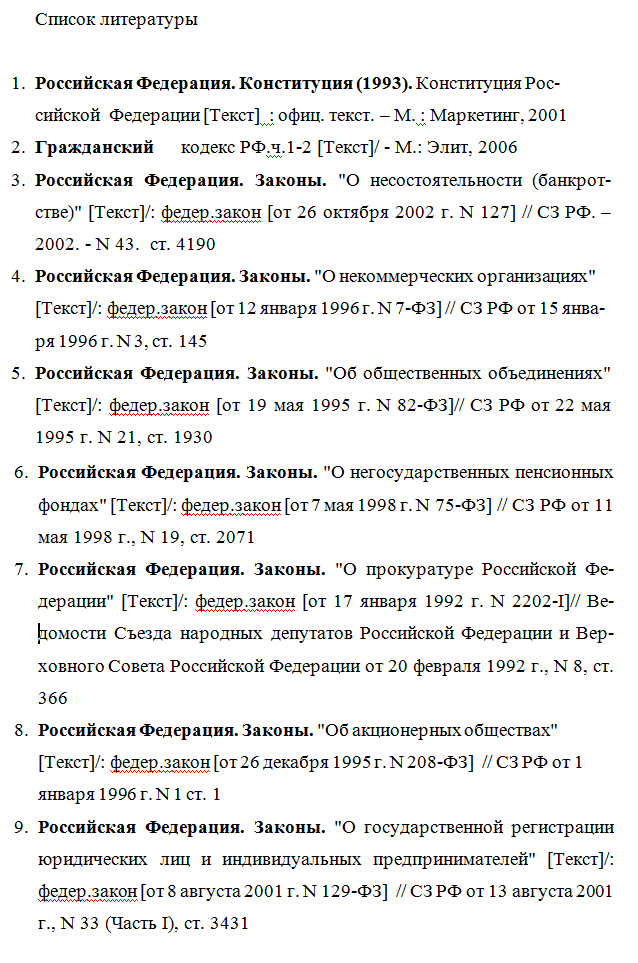 Список литературы
1. Российская Федерация. Конституция (1993). Конституция Рос-
сийской Федерации [Текст] : офиц. текст. – М. : Маркетинг, 2001
2. Гражданский кодекс РФ.ч.1-2 [Текст]/ - М.: Элит, 2006
3. Российская Федерация. Законы. "О несостоятельности (банкрот-
стве)" [Текст]/: федер.закон [от 26 октября 2002 г. N 127] // СЗ РФ. –
2002. - N 43. ст. 4190
4. Российская Федерация. Законы. "О некоммерческих организациях"
[Текст]/: федер.закон [от 12 января 1996 г. N 7-ФЗ] // СЗ РФ от 15 янва-
ря 1996 г. N 3, ст. 145
5. Российская Федерация. Законы. "Об общественных объединениях"
[Текст]/: федер.закон [от 19 мая 1995 г. N 82-ФЗ]// СЗ РФ от 22 мая
1995 г. N 21, ст. 1930
6. Российская Федерация. Законы. "О негосударственных пенсионных
фондах" [Текст]/: федер.закон [от 7 мая 1998 г. N 75-ФЗ] // СЗ РФ от 11
мая 1998 г., N 19, ст. 2071
7. Российская Федерация. Законы. "О прокуратуре Российской Фе-
дерации" [Текст]/: федер.закон [от 17 января 1992 г. N 2202-I]// Ве-
домости Съезда народных депутатов Российской Федерации и Вер-
ховного Совета Российской Федерации от 20 февраля 1992 г., N 8, ст.
366
8. Российская Федерация. Законы. "Об акционерных обществах"
[Текст]/: федер.закон [от 26 декабря 1995 г. N 208-ФЗ] // СЗ РФ от 1
января 1996 г. N 1 ст. 1
9. Российская Федерация. Законы. "О государственной регистрации
юридических лиц и индивидуальных предпринимателей" [Текст]/:
федер.закон [от 8 августа 2001 г. N 129-ФЗ] // СЗ РФ от 13 августа 2001
г., N 33 (Часть I), ст. 3431